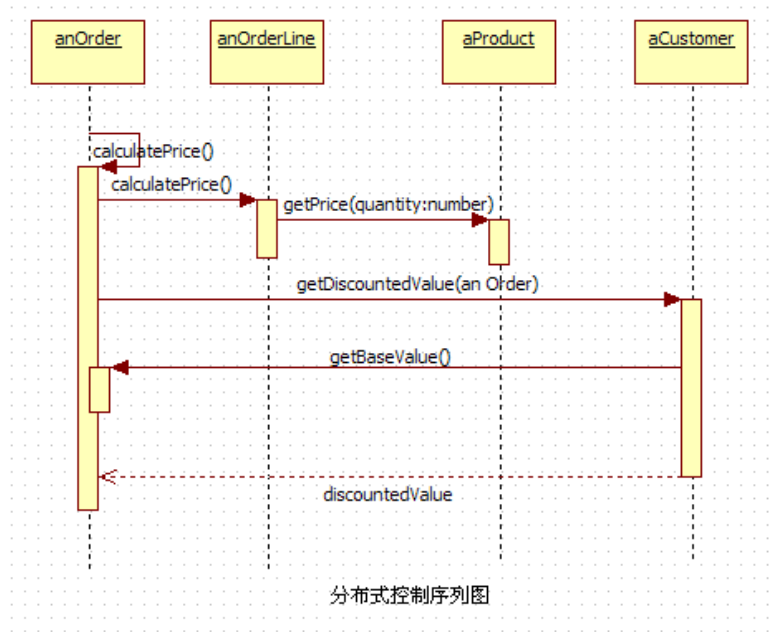 anOrder
anOrderLine
aProduct
aCustomer
calculatePrice()
calculatePrice()
getPrice(quantity:number)
getDiscountedValue(an Order)
getBaseValue()
discountedValue
分布式控制序列图